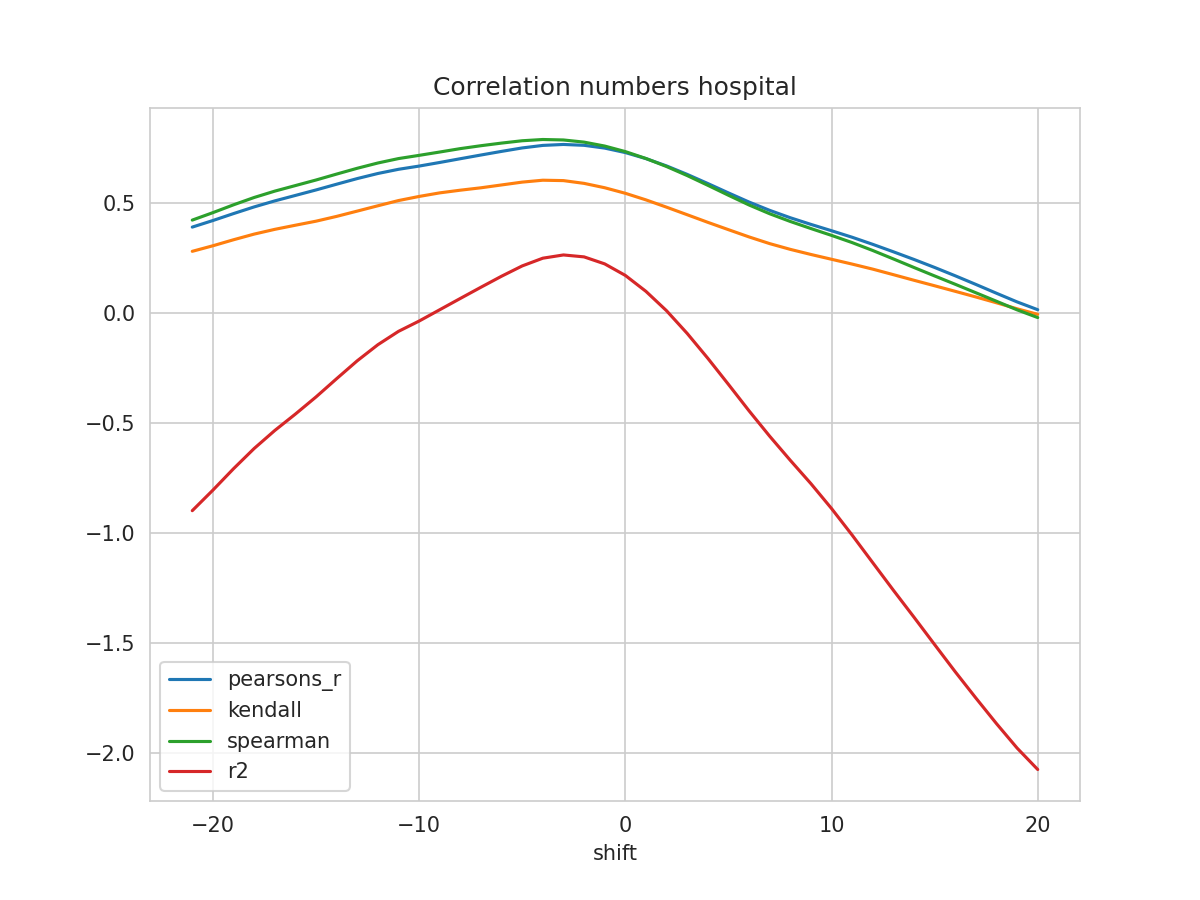 Correlation numbers hospital
0.5
0.0
−0.5
−1.0
−1.5
−2.0
pearsons_r
kendall
spearman
r2
−20 −10 0 10 20
shift